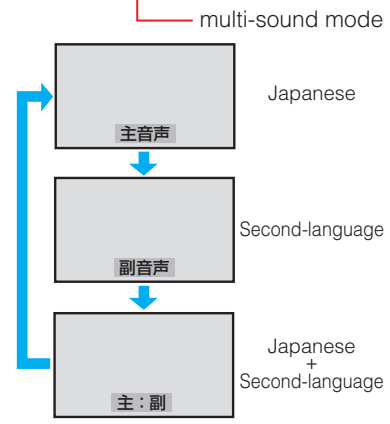 multi-sound mode
Japanese
主音声
Second-language
副音声
Japanese
+
Second-language
主：副